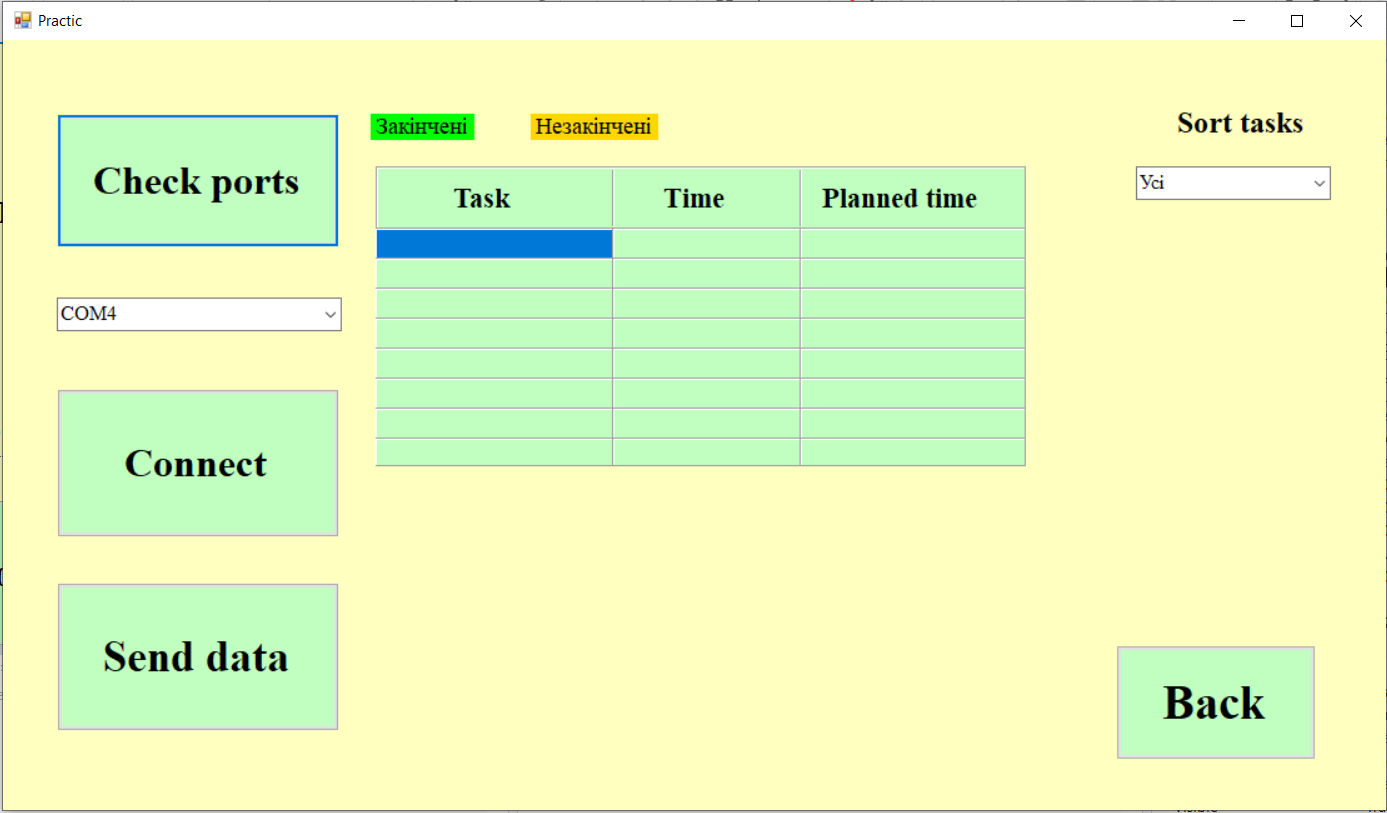 Practic
Check ports
Закінчені
Незакінчені
Sort tasks
Task Time Planned time
Усі
COM4
Connect
Send data
Back